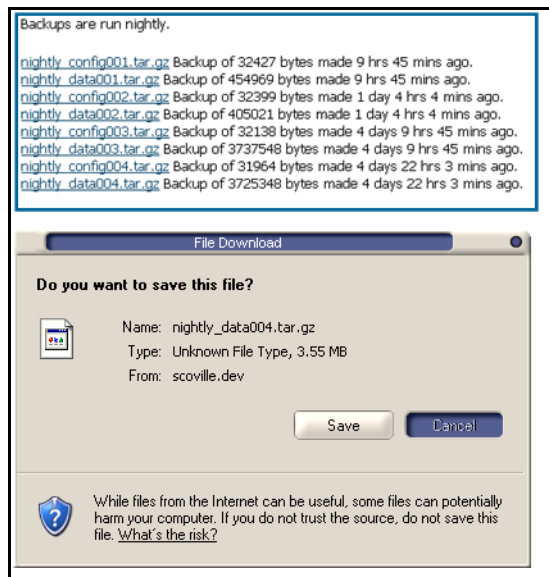 Backups are run nightly.
nightly_config001.tar.gz Backup of 32427 bytes made 9 hrs 45 mins ago.
nightly_data001.tar.gz Backup of 454969 bytes made 9 hrs 45 mins ago.
nightly_config002.tar.gz Backup of 32399 bytes made 1 day 4 hrs 4 mins ago.
nightly_data002.tar.gz Backup of 405021 bytes made 1 day 4 hrs 4 mins ago.
nightly_config003.tar.gz Backup of 32138 bytes made 4 days 9 hrs 45 mins ago.
nightly_data003.tar.gz Backup of 3737548 bytes made 4 days 9 hrs 45 mins ago.
nightly_config004.tar.gz Backup of 31964 bytes made 4 days 22 hrs 3 mins ago.
nightly_data004.tar.gz Backup of 3725348 bytes made 4 days 22 hrs 3 mins ago.
File Download
Do you want to save this file?
Name: nightly_data004.tar.gz
Type: Unknown File Type, 3.55 MB
From: scoville.dev
Save Cancel
While files from the Internet can be useful, some files can potentially
harm your computer. If you do not trust the source, do not save this
file. What's the risk?